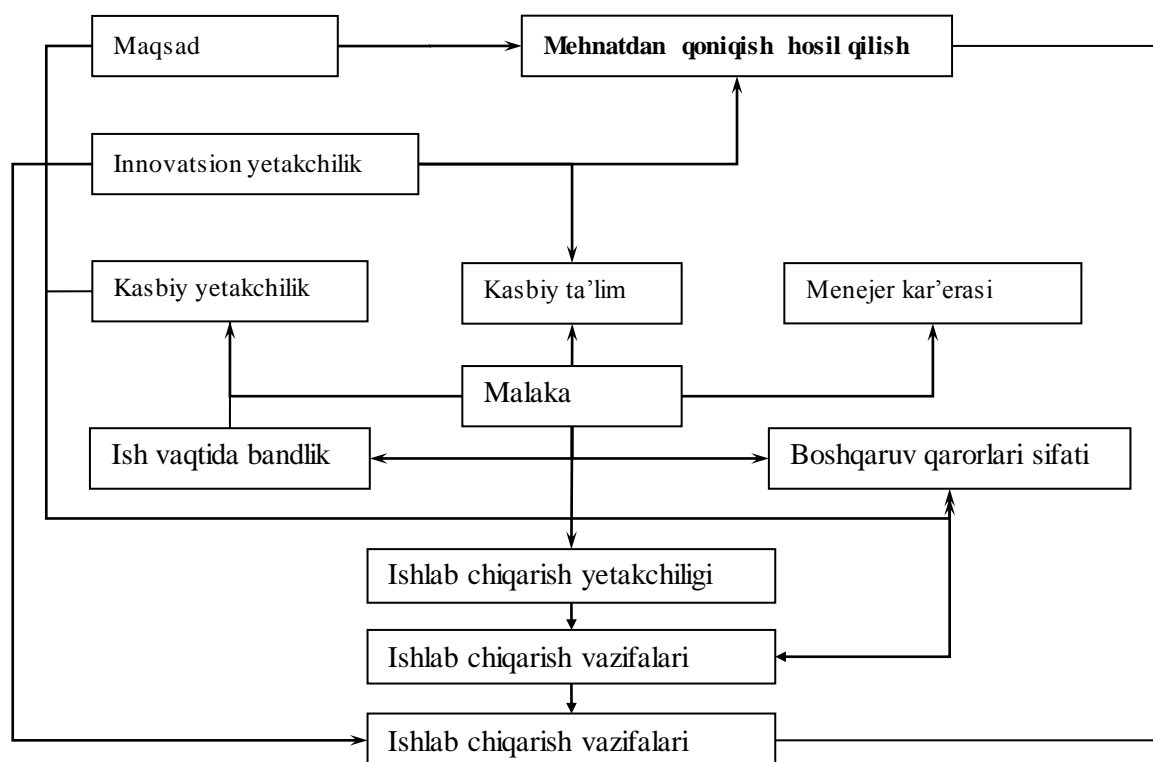 Maqsad
Mehnatdan qoniqish hosil qilish
Innovatsion yetakchilik
Kasbiy yetakchilik
Kasbiy ta’lim
Menejer kar’erasi
Malaka
Ish vaqtida bandlik
Boshqaruv qarorlari sifati
Ishlab chiqarish yetakchiligi
Ishlab chiqarish vazifalari
Ishlab chiqarish vazifalari